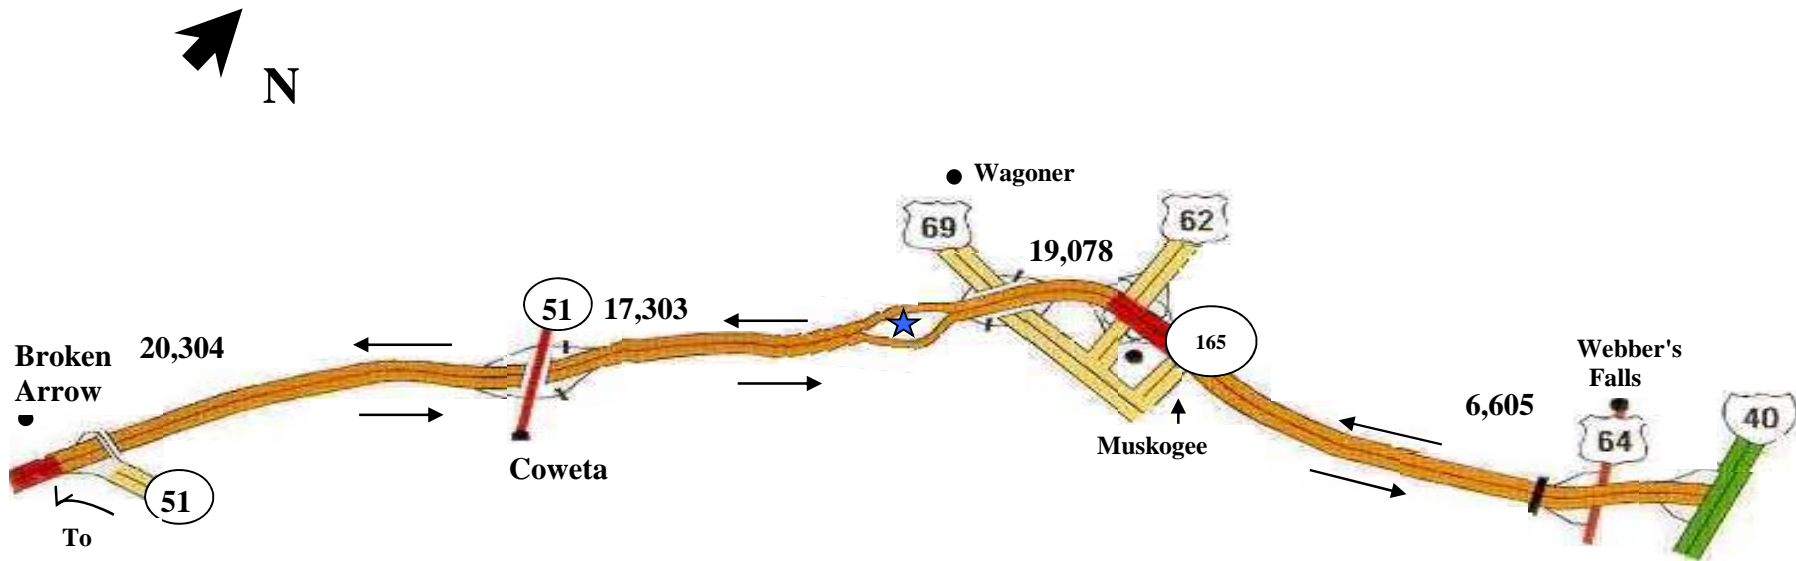 N
Wagoner
69
62
19,078
51
17,303
165
Broken
Arrow
20,304
Webber's
Falls
6,605
40
64
Muskogee
Coweta
51
To